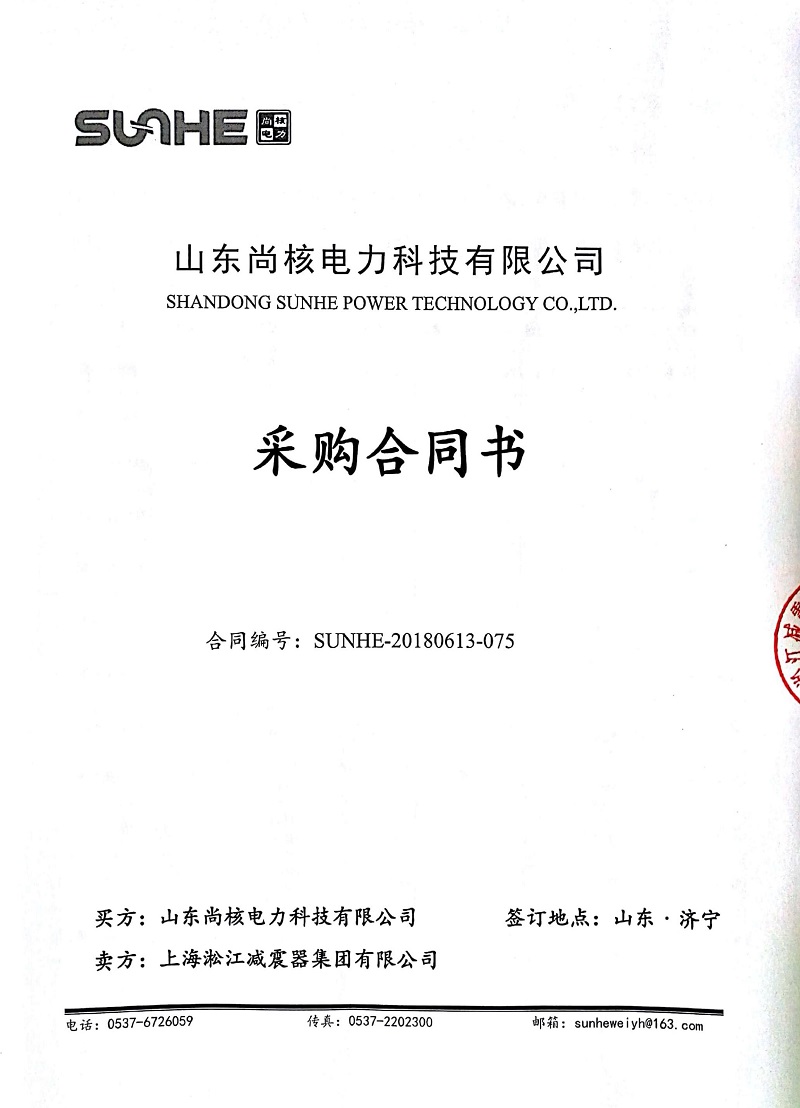 SUNHE 尚核电力
山东尚核电力科技有限公司
SHANDONG SUNHE POWER TECHNOLOGY CO.,LTD.
采购合同书
合同编号：SUNHE-20180613-075
买方：山东尚核电力科技有限公司 签订地点：山东·济宁
卖方：上海淞江减震器集团有限公司
电话：0537-6726059 传真：0537-2202300 邮箱：sunheweiyh@163.com